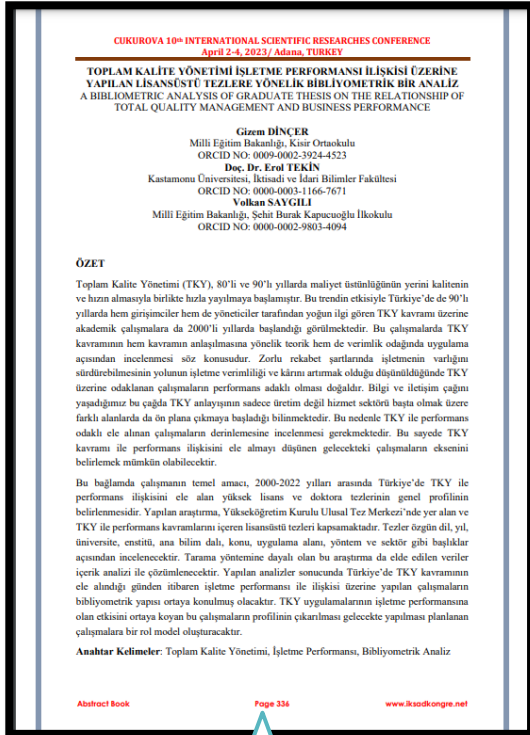 CUKUROVA 10th INTERNATIONAL SCIENTIFIC RESEARCHES CONFERENCE
April 2-4, 2023/ Adana, TURKEY
TOPLAM KALİTE YÖNETİMİ İŞLETME PERFORMANSI İLİŞKİSİ ÜZERİNE
YAPILAN LİSANSÜSTÜ TEZLERE YÖNELİK BİBLİYOMETRİK BİR ANALİZ
A BIBLIOMETRIC ANALYSIS OF GRADUATE THESIS ON THE RELATIONSHIP OF
TOTAL QUALITY MANAGEMENT AND BUSINESS PERFORMANCE
Gizem DİNÇER
Milli Eğitim Bakanlığı, Kisir Ortaokulu
ORCID NO: 0009-0002-3924-4523
Doç. Dr. Erol TEKİN
Kastamonu Üniversitesi, İktisadi ve İdari Bilimler Fakültesi
ORCID NO: 0000-0003-1166-7671
Volkan SAYGILI
Millî Eğitim Bakanlığı, Şehit Burak Kapucuoğlu İlkokulu
ORCID NO: 0000-0002-9803-4094
ÖZET
Toplam Kalite Yönetimi (TKY), 80'li ve 90'lı yıllarda maliyet üstünlüğünün yerini kalitenin
ve hızın almasıyla birlikte hızla yayılmaya başlamıştır. Bu trendin etkisiyle Türkiye'de de 90'lı
yıllarda hem girişimciler hem de yöneticiler tarafından yoğun ilgi gören TKY kavramı üzerine
akademik çalışmalara da 2000'li yıllarda başlandığı görülmektedir. Bu çalışmalarda TKY
kavramının hem kavramın anlaşılmasına yönelik teorik hem de verimlik odağında uygulama
açısından incelenmesi söz konusudur. Zorlu rekabet şartlarında işletmenin varlığını
sürdürebilmesinin yolunun işletme verimliliği ve kârını artırmak olduğu düşünüldüğünde TKY
üzerine odaklanan çalışmaların performans adaklı olması doğaldır. Bilgi ve iletişim çağını
yaşadığımız bu çağda TKY anlayışının sadece üretim değil hizmet sektörü başta olmak üzere
farklı alanlarda da ön plana çıkmaya başladığı bilinmektedir. Bu nedenle TKY ile performans
odaklı ele alınan çalışmaların derinlemesine incelenmesi gerekmektedir. Bu sayede TKY
kavramı ile performans ilişkisini ele almayı düşünen gelecekteki çalışmaların eksenini
belirlemek mümkün olabilecektir.
Bu bağlamda çalışmanın temel amacı, 2000-2022 yılları arasında Türkiye'de TKY ile
performans ilişkisini ele alan yüksek lisans ve doktora tezlerinin genel profilinin
belirlenmesidir. Yapılan araştırma, Yükseköğretim Kurulu Ulusal Tez Merkezi'nde yer alan ve
TKY ile performans kavramlarını içeren lisansüstü tezleri kapsamaktadır. Tezler özgün dil, yıl,
üniversite, enstitü, ana bilim dalı, konu, uygulama alanı, yöntem ve sektör gibi başlıklar
açısından incelenecektir. Tarama yöntemine dayalı olan bu araştırma da elde edilen veriler
içerik analizi ile çözümlenecektir. Yapılan analizler sonucunda Türkiye'de TKY kavramının
ele alındığı günden itibaren işletme performansı ile ilişkisi üzerine yapılan çalışmaların
bibliyometrik yapısı ortaya konulmuş olacaktır. TKY uygulamalarının işletme performansına
olan etkisini ortaya koyan bu çalışmaların profilinin çıkarılması gelecekte yapılması planlanan
çalışmalara bir rol model oluşturacaktır.
Anahtar Kelimeler: Toplam Kalite Yönetimi, İşletme Performansı, Bibliyometrik Analiz
Abstract Book Page 336 www.iksadkongre.net